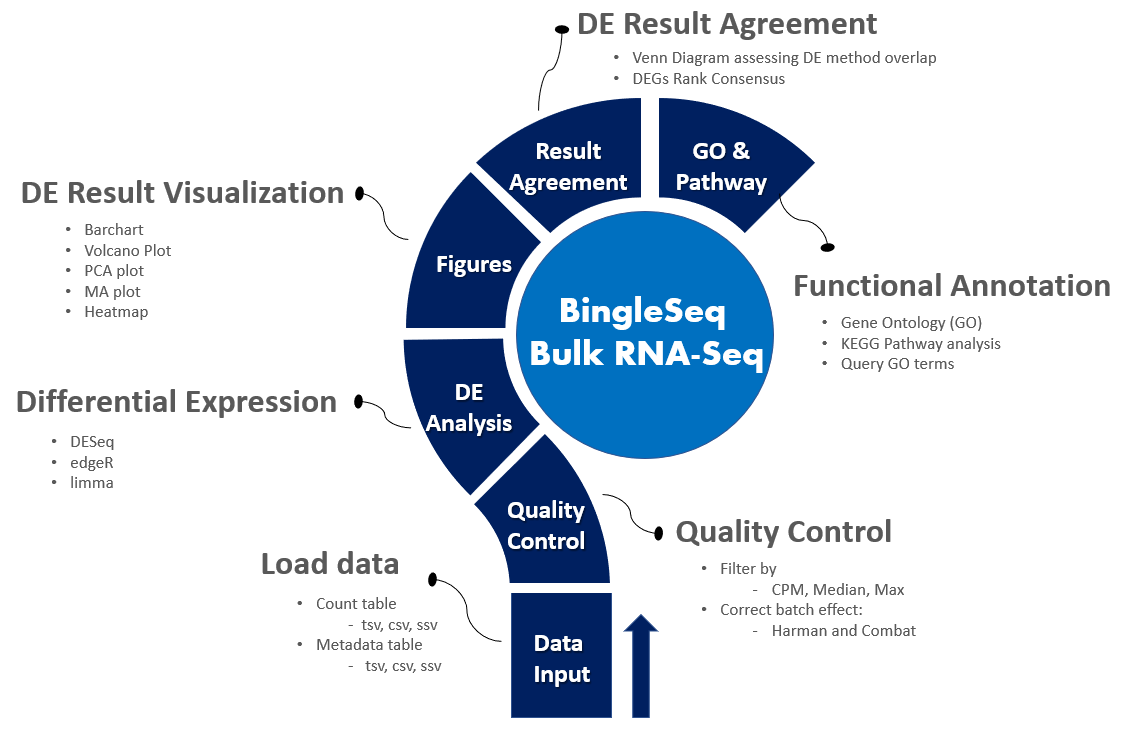 DE Result Agreement
• Venn Diagram assessing DE method overlap
• DEGs Rank Consensus
Result
Agreement
GO &
Pathway
DE Result Visualization
• Barchart
• Volcano Plot
• PCA plot
• MA plot
• Heatmap
Figures
BingleSeq
Bulk RNA-Seq
Functional Annotation
• Gene Ontology (GO)
• KEGG Pathway analysis
• Query GO terms
Differential Expression
• DESeq
• edgeR
• limma
DE
Analysis
Quality
Control
Quality Control
• Filter by
- CPM, Median, Max
• Correct batch effect:
- Harman and Combat
Load data
• Count table
- tsv, csv, ssv
• Metadata table
- tsv, csv, ssv
Data
Input